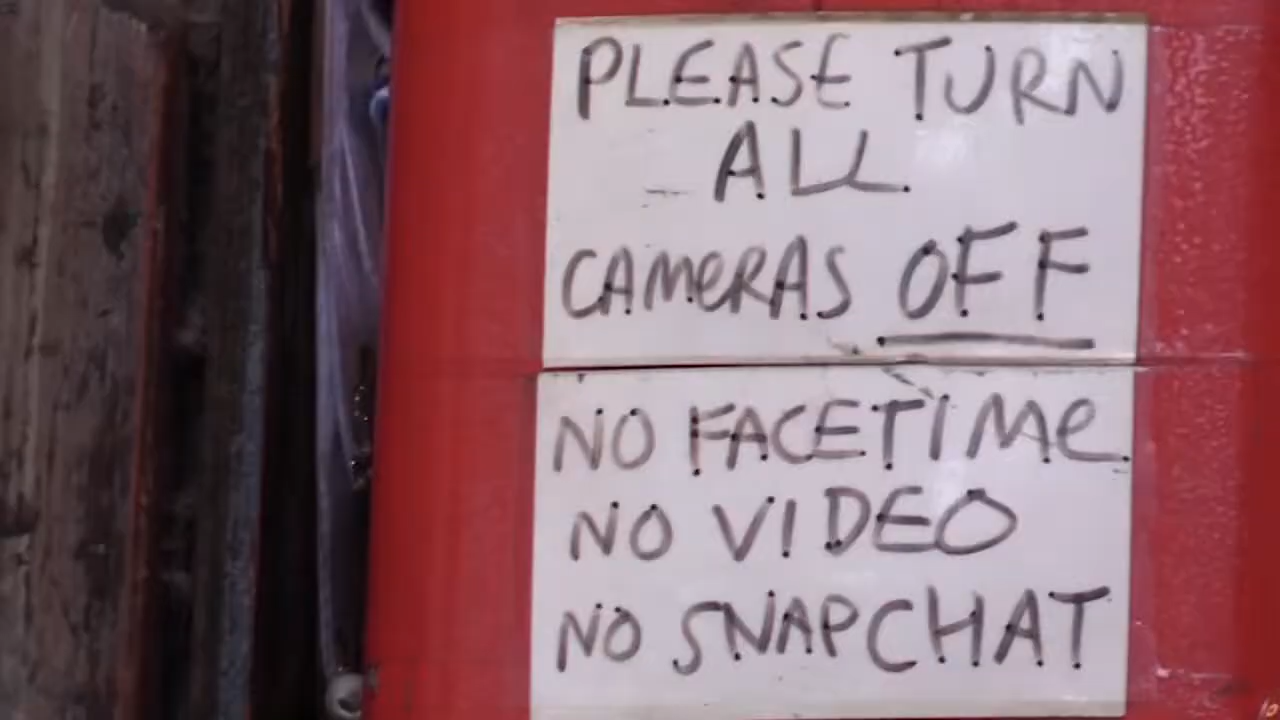 PLEASE TURN
ALL
CAMERAS OFF
NO FACETIME
NO VIDEO
NO SNAPCHAT